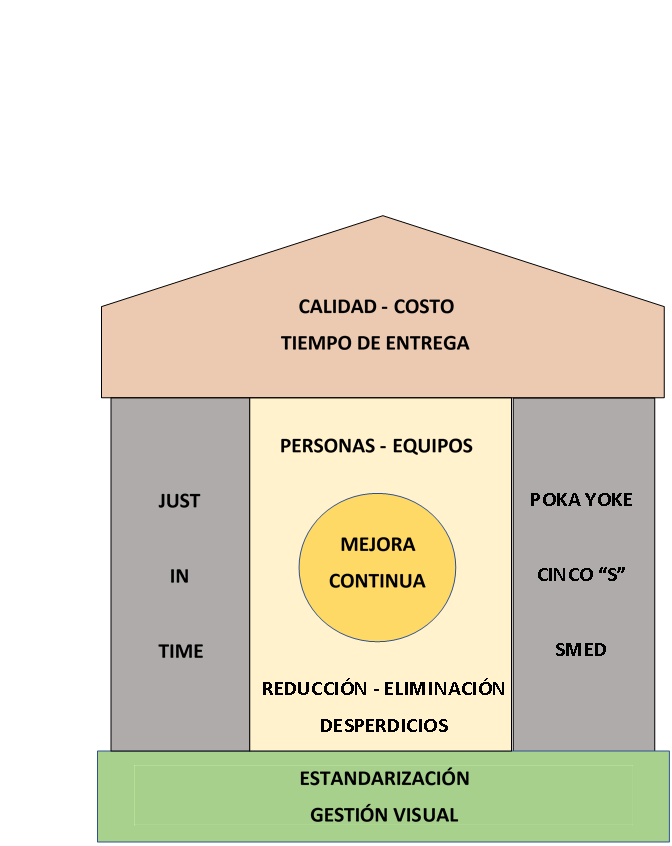 CALIDAD - COSTO
TIEMPO DE ENTREGA
PERSONAS - EQUIPOS
JUST
IN
TIME
MEJORA
CONTINUA
REDUCCIÓN - ELIMINACIÓN
DESPERDICIOS
POKA YOKE
CINCO “S”
SMED
ESTANDARIZACIÓN
GESTIÓN VISUAL